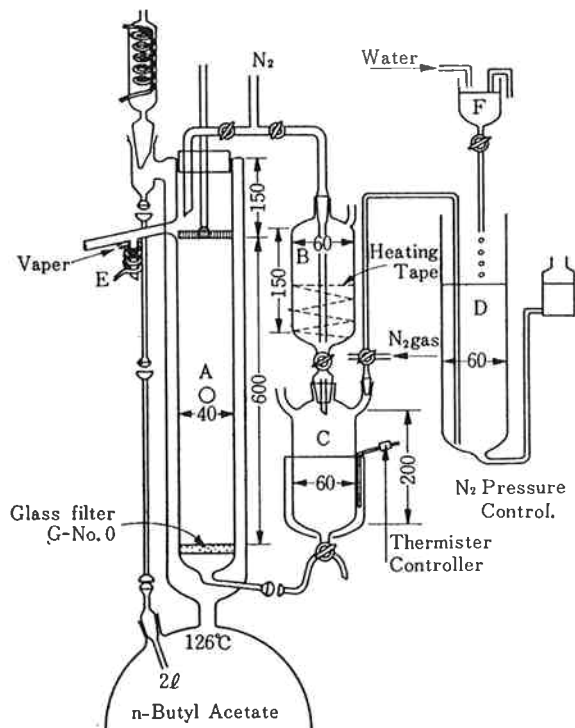 N₂
Water
F
150
60
B
Heating
Tape
Vaper
E
150
N₂gas
D
60
A
40
600
C
60
200
N₂ Pressure
Control.
Glass filter
G-No. 0
Thermister
Controller
126℃
2ℓ
n-Butyl Acetate